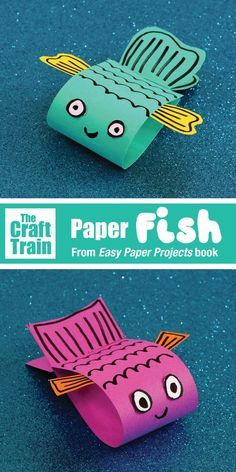 The
Craft
Train
Paper Fish
From Easy Paper Projects book